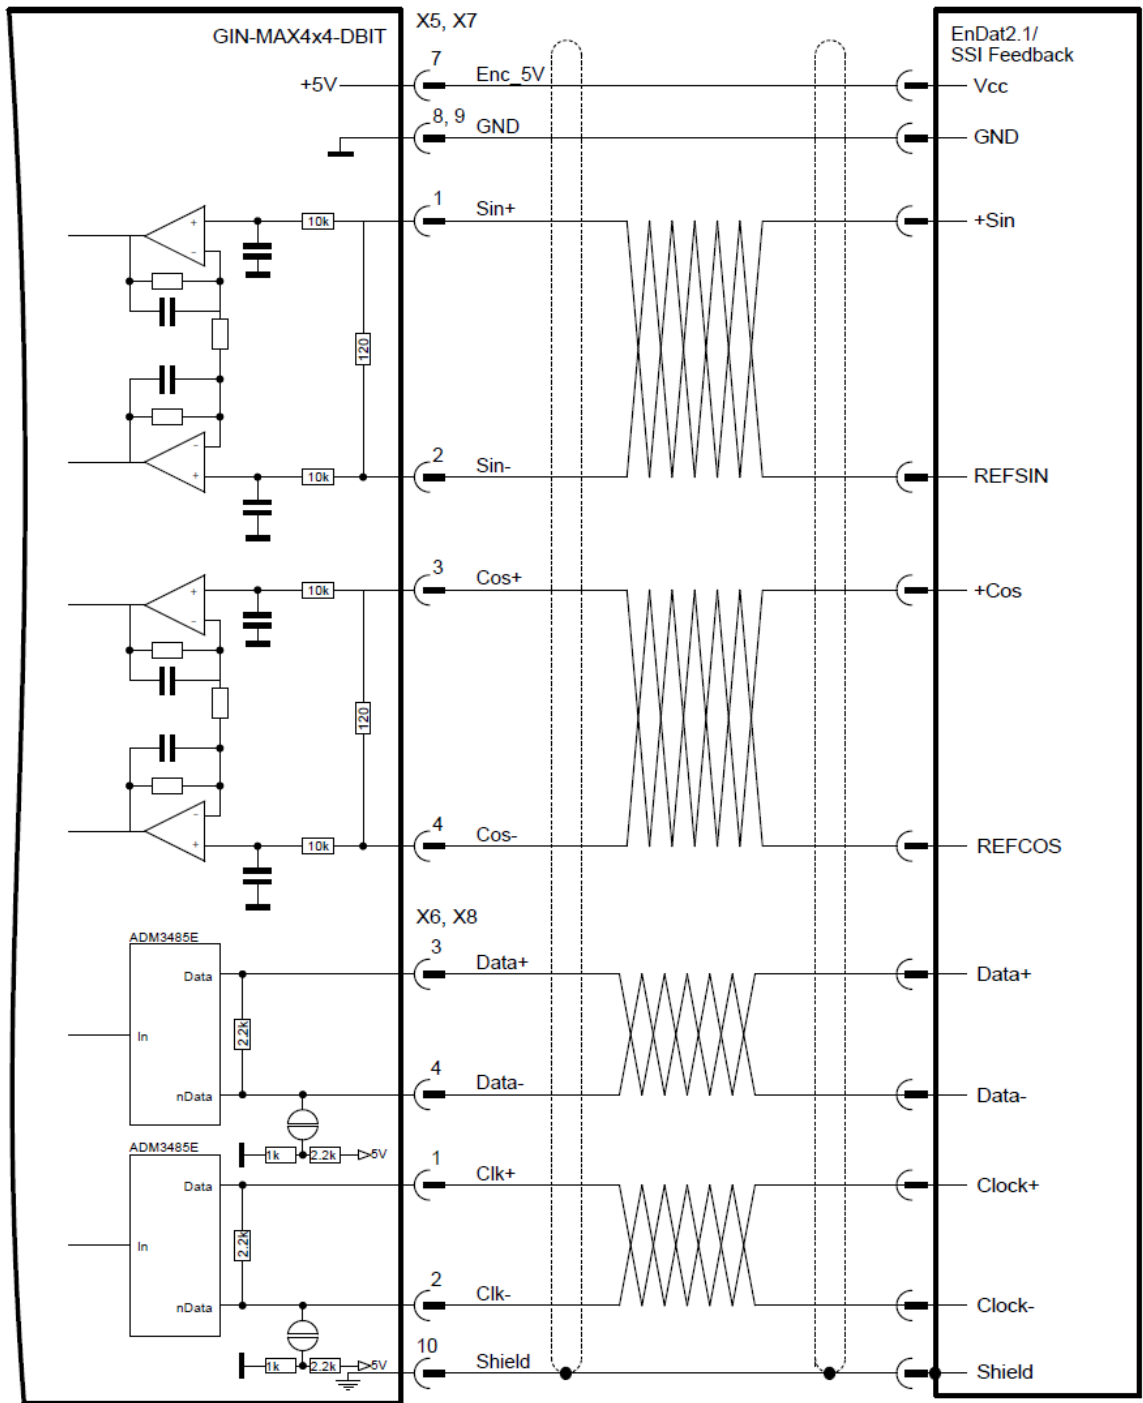 GIN-MAX4x4-DBIT
X5, X7
EnDat2.1/
SSI Feedback
+5V
7
Enc_5V
Vcc
8, 9
GND
GND
+
-
10k
1
Sin+
+Sin
120
-
+
10k
2
Sin-
REFSIN
+
-
10k
3
Cos+
+Cos
120
-
+
10k
4
Cos-
REFCOS
X6, X8
ADM3485E
Data
3
Data+
Data+
In
2.2k
nData
4
Data-
Data-
1k
2.2k
5V
ADM3485E
Data
1
Clk+
Clock+
In
2.2k
nData
2
Clk-
Clock-
1k
2.2k
5V
10
Shield
Shield